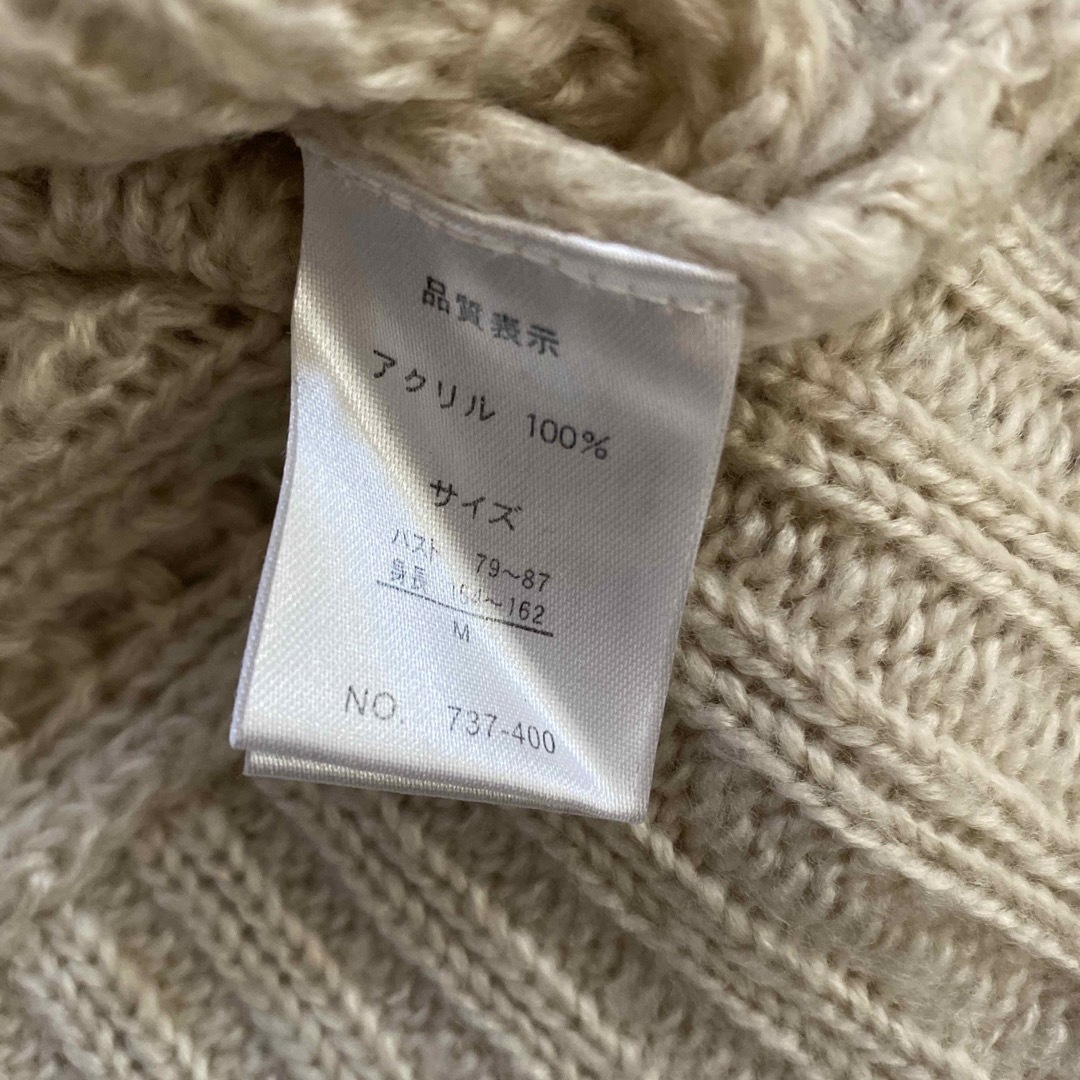 品質表示
アクリル 100%
サイズ
バスト 79〜87
身長 〜162
M
NO. 737-400